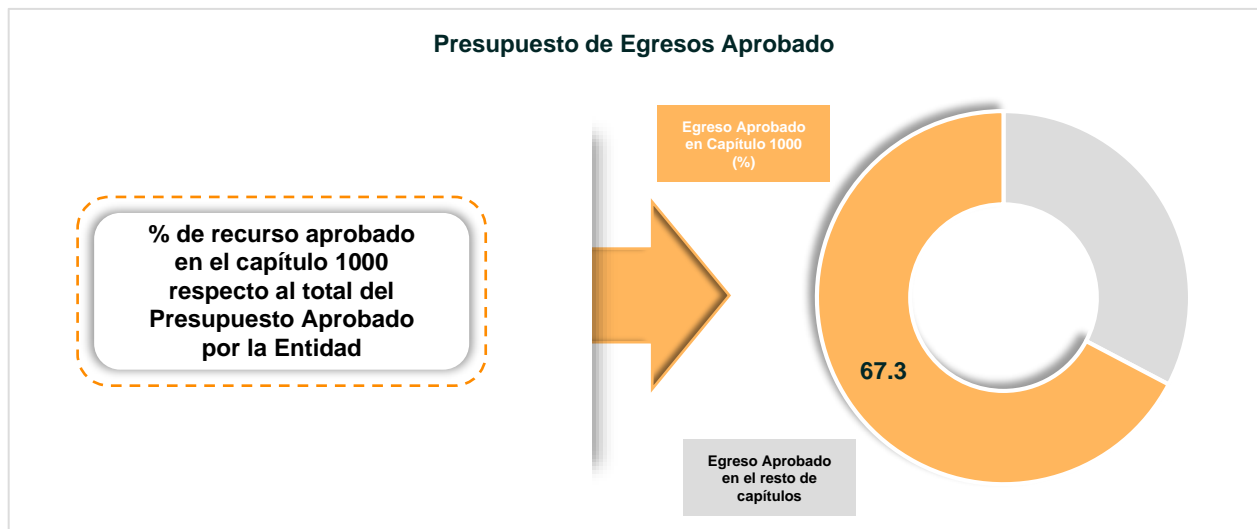 Presupuesto de Egresos Aprobado
Egreso Aprobado
en Capítulo 1000
(%)
% de recurso aprobado
en el capítulo 1000
respecto al total del
Presupuesto Aprobado
por la Entidad
67.3
Egreso Aprobado
en el resto de
capítulos